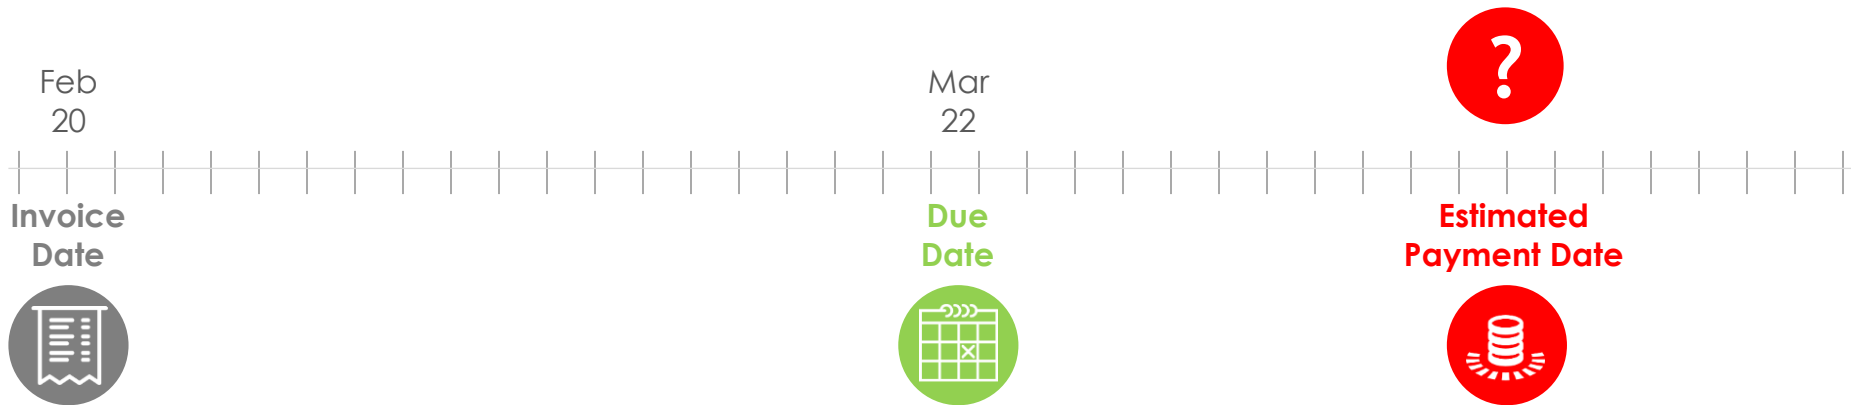 Feb
20
Mar
22
?
Invoice
Date
Due
Date
Estimated
Payment Date